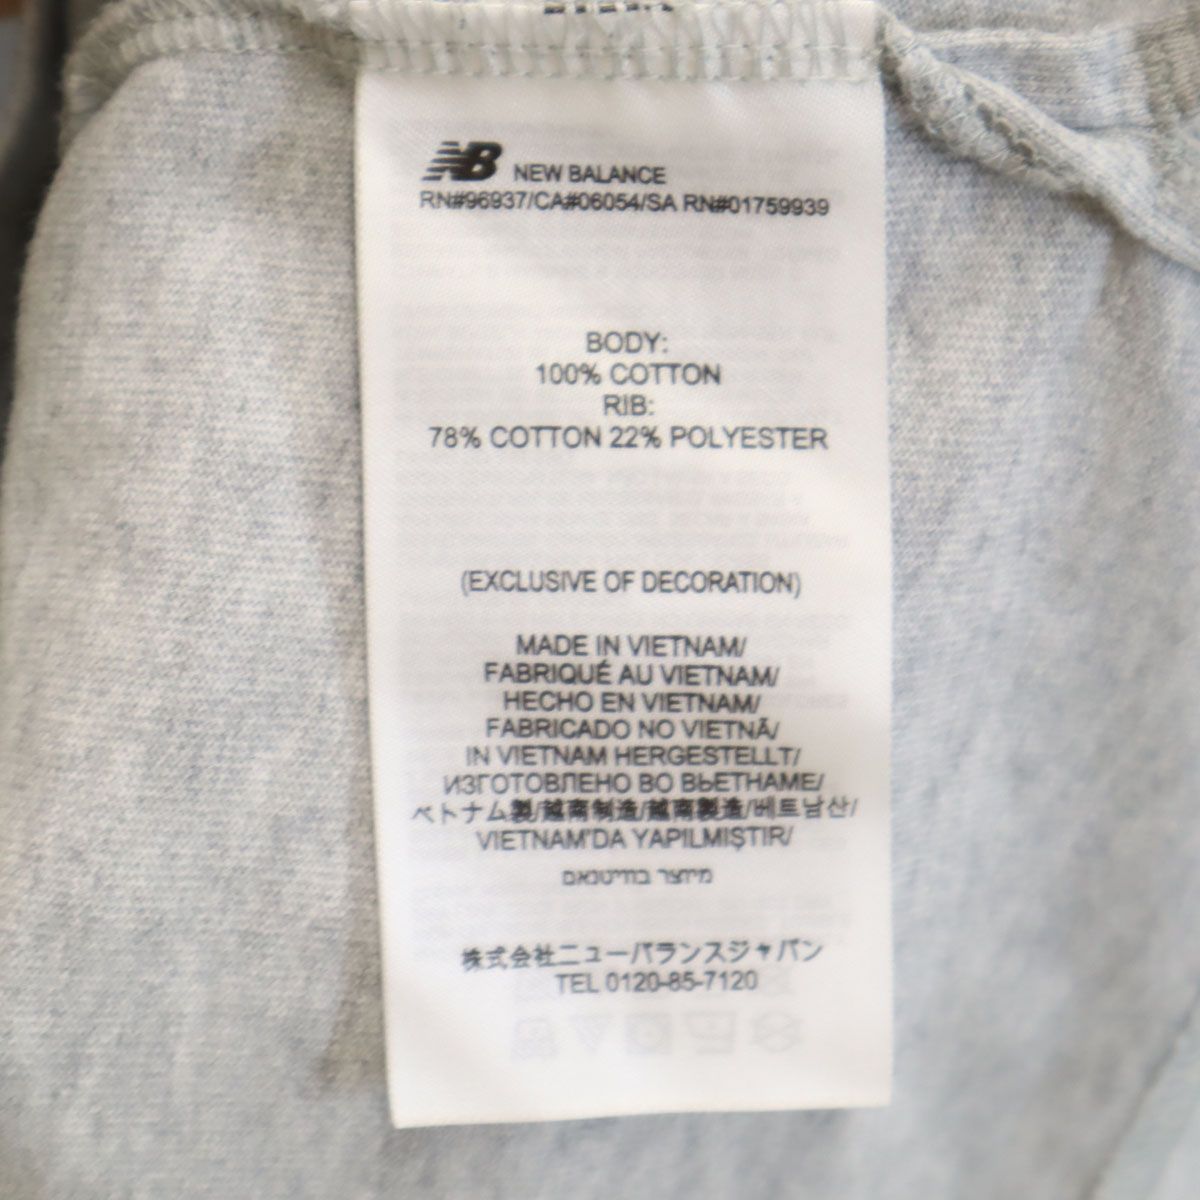 NB NEW BALANCE
RN#96937/CA#06054/SA RN#01759939
BODY:
100% COTTON
RIB:
78% COTTON 22% POLYESTER
(EXCLUSIVE OF DECORATION)
MADE IN VIETNAM/
FABRIQUÉ AU VIETNAM/
HECHO EN VIETNAM/
FABRICADO NO VIETNÃ/
IN VIETNAM HERGESTELLT/
ИЗГОТОВЛЕНО ВО ВЬЕТНАМЕ/
ベトナム製/越南制造/越南製造/베트남산/
VIETNAM'DA YAPILMIŞTIR/
מיוצר בווייטנאם
株式会社ニューバランスジャパン
TEL 0120-85-7120